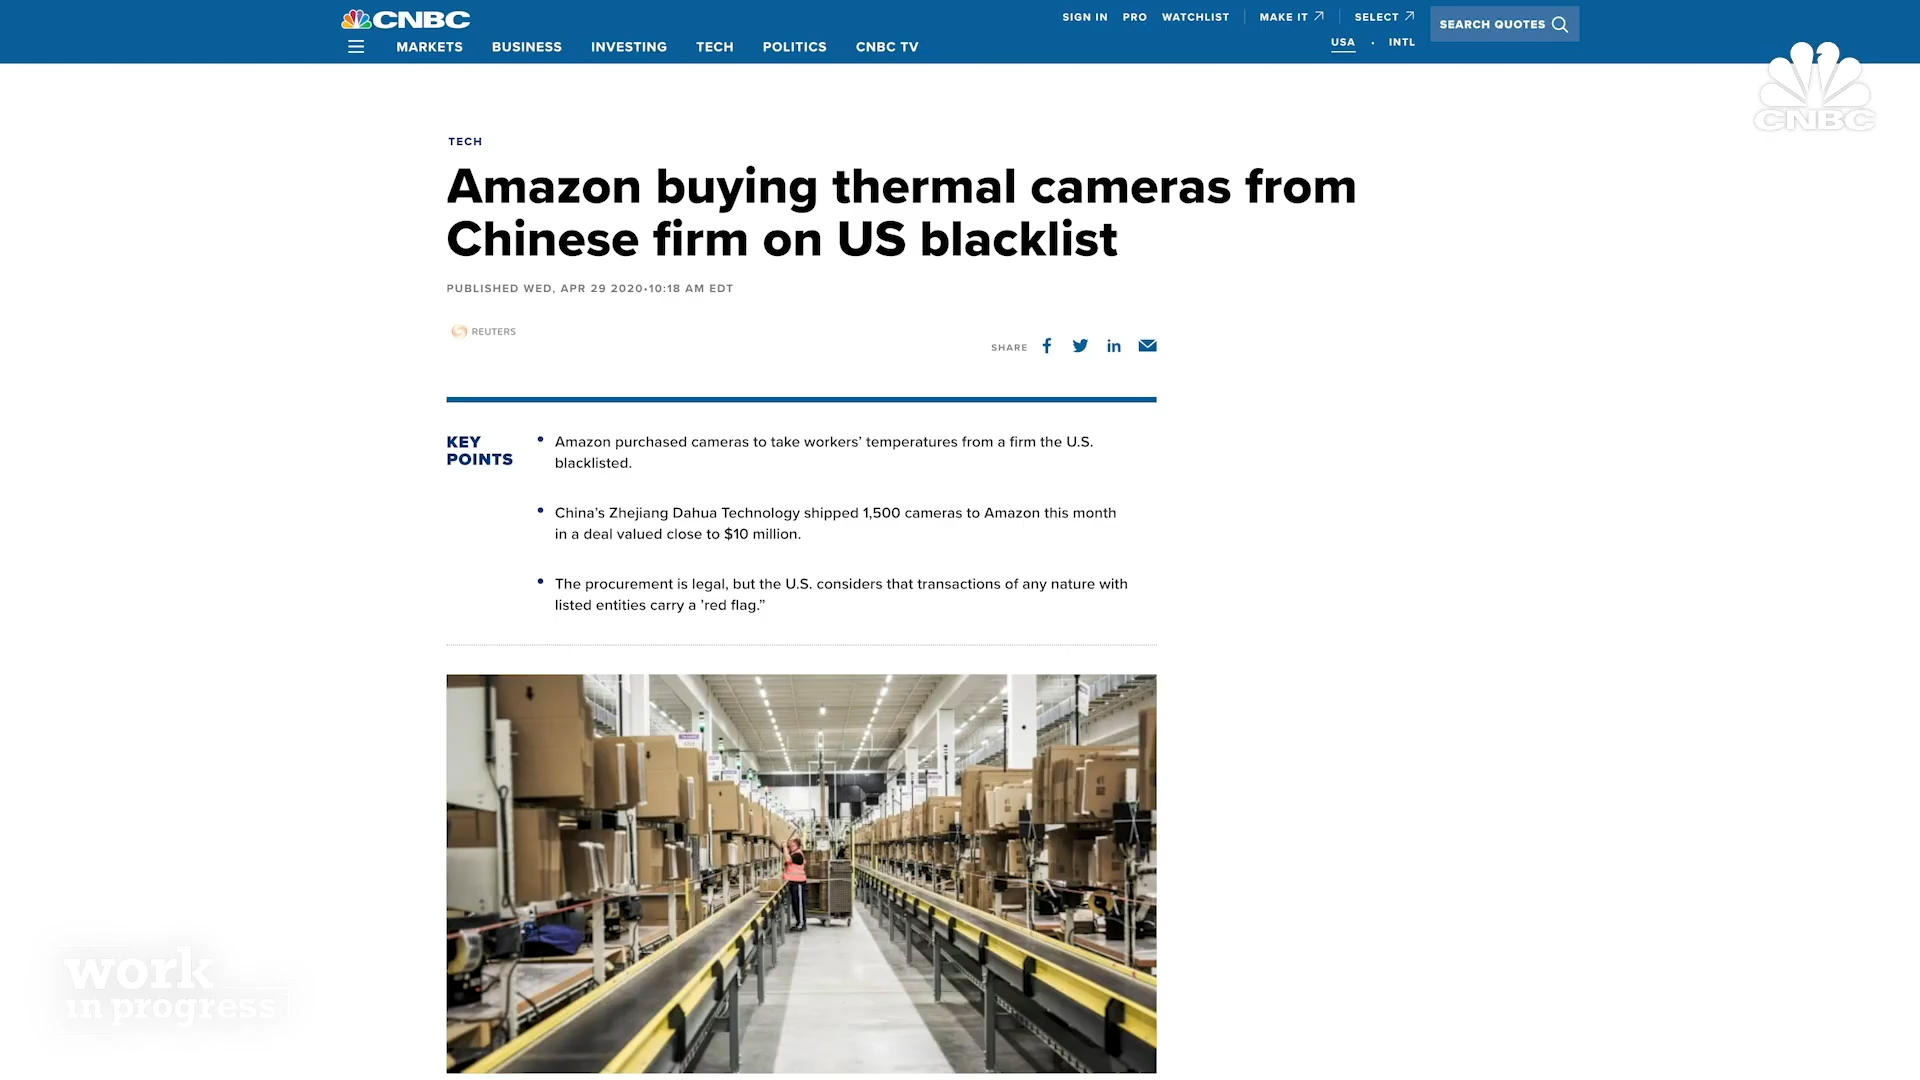 CNBC
SIGN IN PRO WATCHLIST MAKE IT SELECT
SEARCH QUOTES
MARKETS BUSINESS INVESTING TECH POLITICS CNBC TV
USA • INTL
CNBC
TECH
Amazon buying thermal cameras from
Chinese firm on US blacklist
PUBLISHED WED, APR 29 2020•10:18 AM EDT
REUTERS
SHARE
KEY
POINTS
• Amazon purchased cameras to take workers’ temperatures from a firm the U.S.
blacklisted.
• China’s Zhejiang Dahua Technology shipped 1,500 cameras to Amazon this month
in a deal valued close to $10 million.
• The procurement is legal, but the U.S. considers that transactions of any nature with
listed entities carry a ’red flag.”
work
in progress